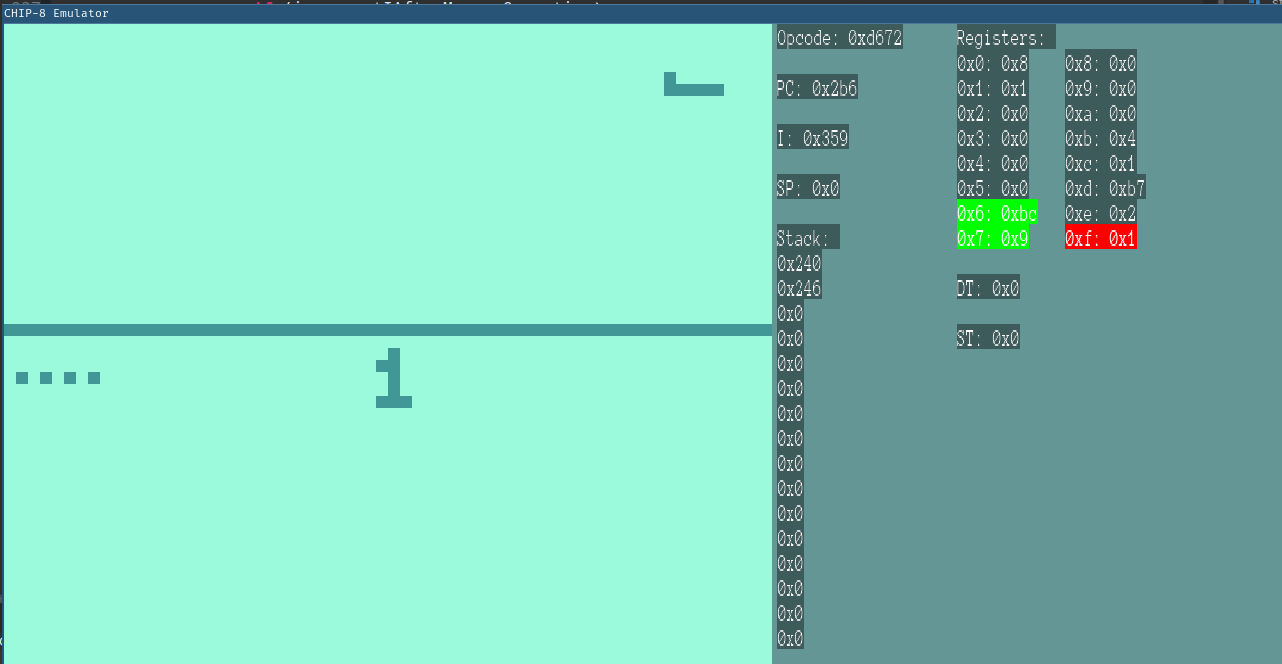 CHIP-8 Emulator
Opcode: 0xd672
PC: 0x2b6
I: 0x359
SP: 0x0
Stack:
0x240
0x246
0x0
0x0
0x0
0x0
0x0
0x0
0x0
0x0
0x0
0x0
0x0
0x0
0x0
0x0
Registers:
0x0: 0x8 0x8: 0x0
0x1: 0x1 0x9: 0x0
0x2: 0x0 0xa: 0x0
0x3: 0x0 0xb: 0x4
0x4: 0x0 0xc: 0x1
0x5: 0x0 0xd: 0xb7
0x6: 0xbc 0xe: 0x2
0x7: 0x9 0xf: 0x1
DT: 0x0
ST: 0x0
1